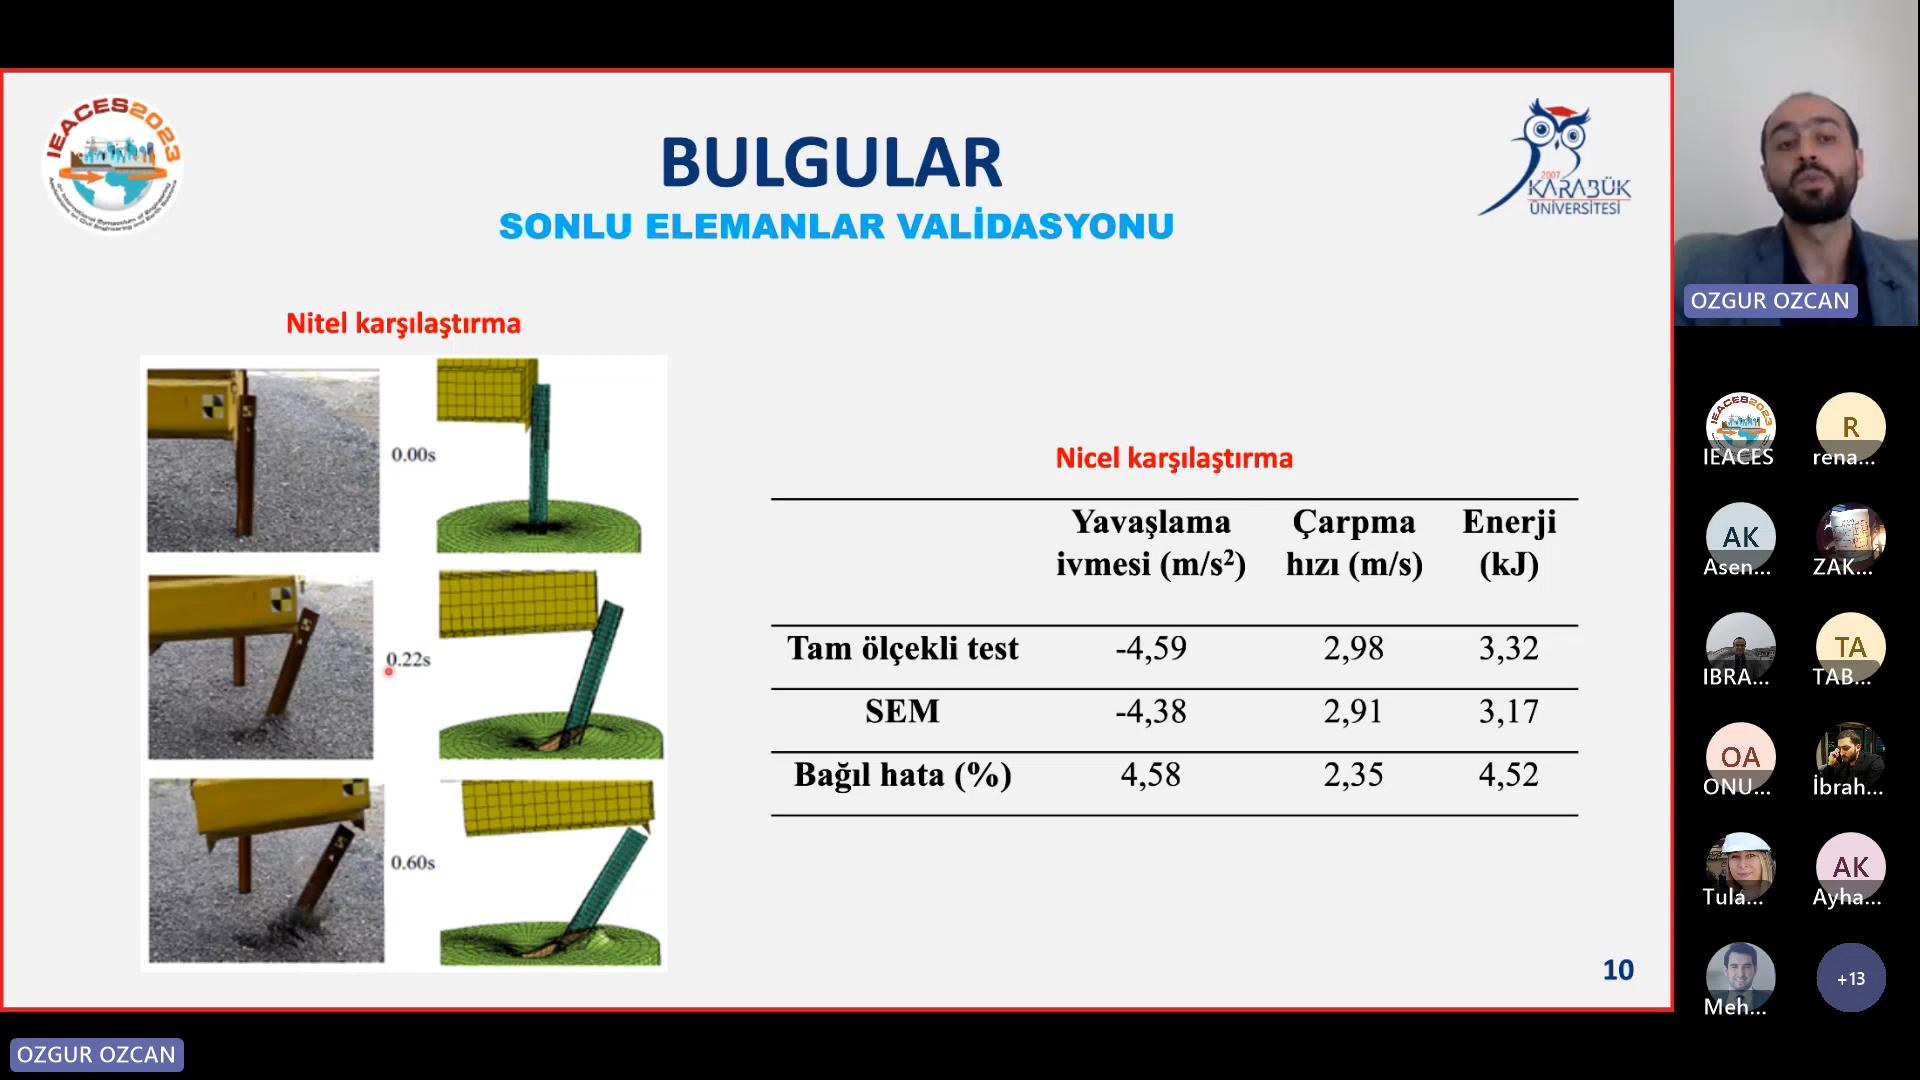 IEACES2023
2007
KARABÜK
ÜNİVERSİTESİ
BULGULAR
SONLU ELEMANLAR VALİDASYONU
Nitel karşılaştırma
0.00s
0.22s
0.60s
Nicel karşılaştırma
Yavaşlama ivmesi (m/s²) Çarpma hızı (m/s) Enerji (kJ)
Tam ölçekli test -4,59 2,98 3,32
SEM -4,38 2,91 3,17
Bağıl hata (%) 4,58 2,35 4,52
10
OZGUR OZCAN
IEACES
R
rena...
AK
Asen...
ZAK...
IBRA...
TA
TAB...
OA
ONU...
İbrah...
Tula...
AK
Ayha...
Meh...
+13
OZGUR OZCAN